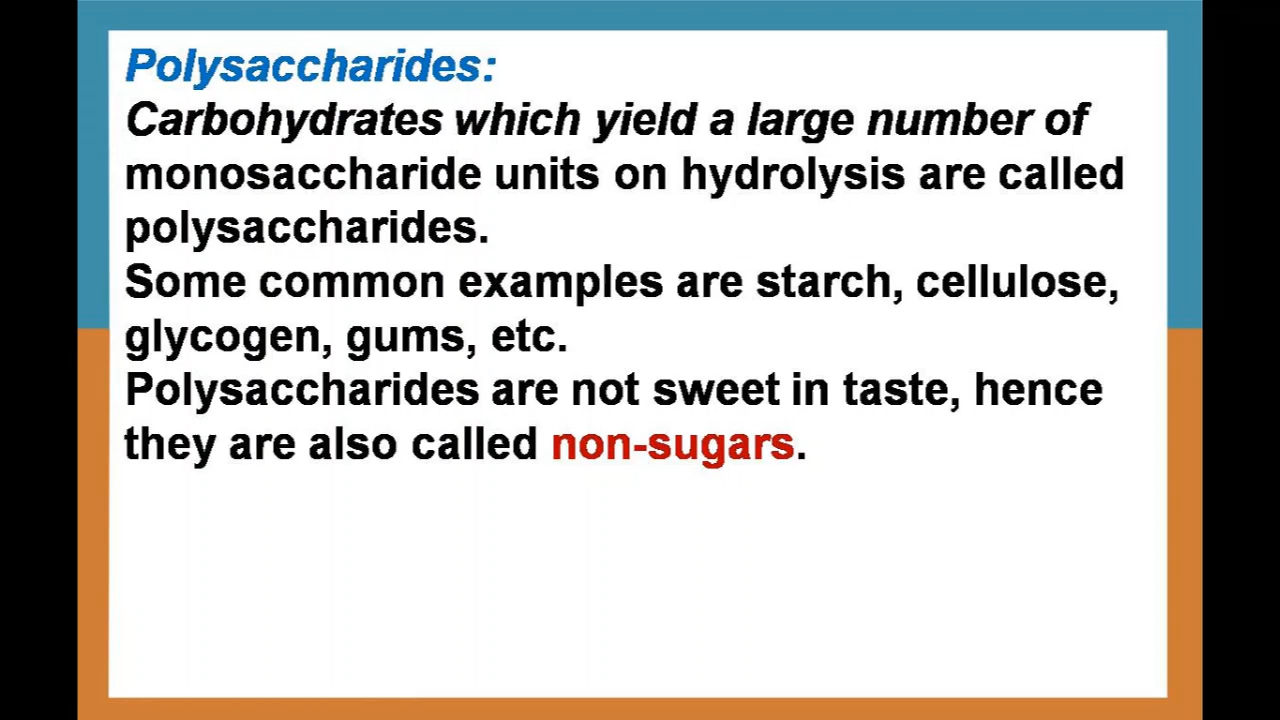 Polysaccharides:
Carbohydrates which yield a large number of
monosaccharide units on hydrolysis are called
polysaccharides.
Some common examples are starch, cellulose,
glycogen, gums, etc.
Polysaccharides are not sweet in taste, hence
they are also called non-sugars.